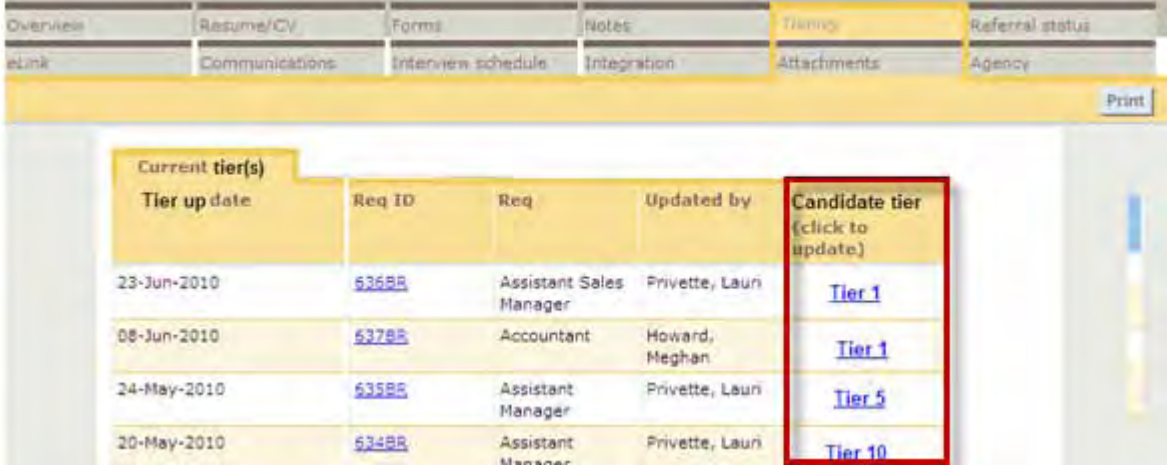 Overview Resume/CV Forms Notes Tiering Referral status
eLink Communications Interview schedule Integration Attachments Agency
Print
Current tier(s)
Tier up date Req ID Req Updated by Candidate tier
(click to
update)
23-Jun-2010 636BR Assistant Sales Privette, Lauri Tier 1
Manager
08-Jun-2010 637BR Accountant Howard, Tier 1
Meghan
24-May-2010 635BR Assistant Privette, Lauri Tier 5
Manager
20-May-2010 634BR Assistant Privette, Lauri Tier 10
Manager